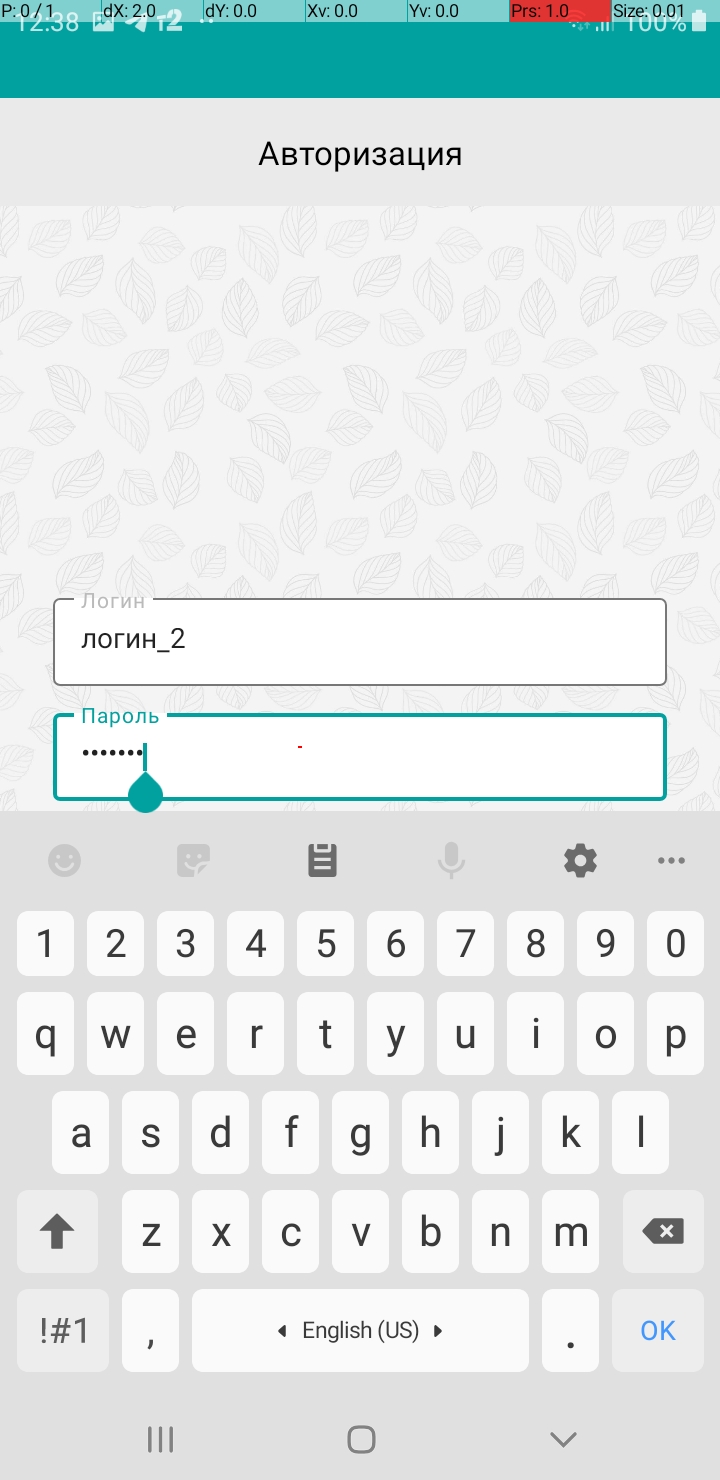 P: 0 / 1 dX: 2.0 dY: 0.0 Xv: 0.0 Yv: 0.0 Prs: 1.0 Size: 0.01
12:38 T2 100%
Авторизация
Логин
логин_2
Пароль
•••••••
1 2 3 4 5 6 7 8 9 0
q w e r t y u i o p
a s d f g h j k l
z x c v b n m
!#1 , English (US) . OK